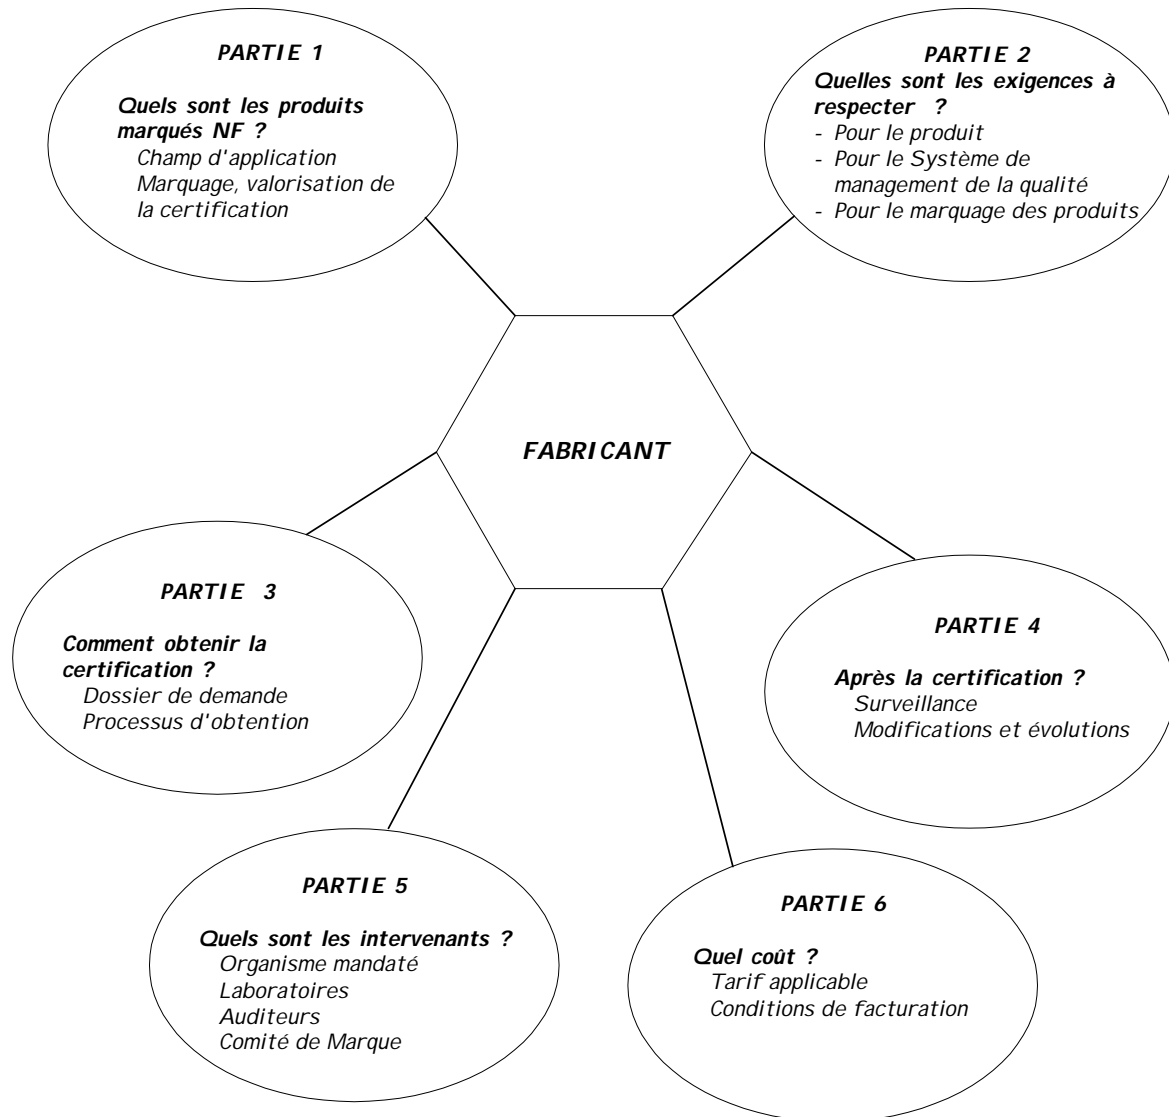 PARTIE 1
Quels sont les produits
marqués NF ?
Champ d'application
Marquage, valorisation de
la certification
PARTIE 2
Quelles sont les exigences à
respecter ?
- Pour le produit
- Pour le Système de
management de la qualité
- Pour le marquage des produits
FABRICANT
PARTIE 3
Comment obtenir la
certification ?
Dossier de demande
Processus d'obtention
PARTIE 4
Après la certification ?
Surveillance
Modifications et évolutions
PARTIE 5
Quels sont les intervenants ?
Organisme mandaté
Laboratoires
Auditeurs
Comité de Marque
PARTIE 6
Quel coût ?
Tarif applicable
Conditions de facturation